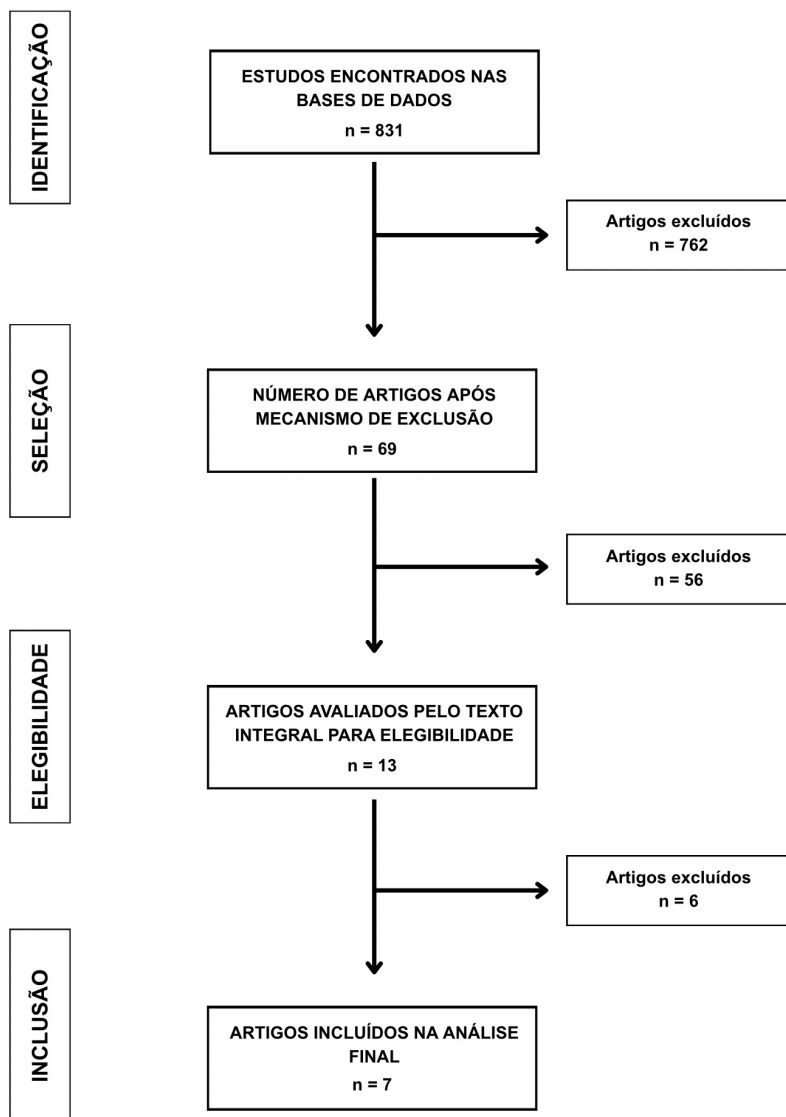 IDENTIFICAÇÃO
ESTUDOS ENCONTRADOS NAS
BASES DE DADOS
n = 831
Artigos excluídos
n = 762
SELEÇÃO
NÚMERO DE ARTIGOS APÓS
MECANISMO DE EXCLUSÃO
n = 69
Artigos excluídos
n = 56
ELEGIBILIDADE
ARTIGOS AVALIADOS PELO TEXTO
INTEGRAL PARA ELEGIBILIDADE
n = 13
Artigos excluídos
n = 6
INCLUSÃO
ARTIGOS INCLUÍDOS NA ANÁLISE
FINAL
n = 7